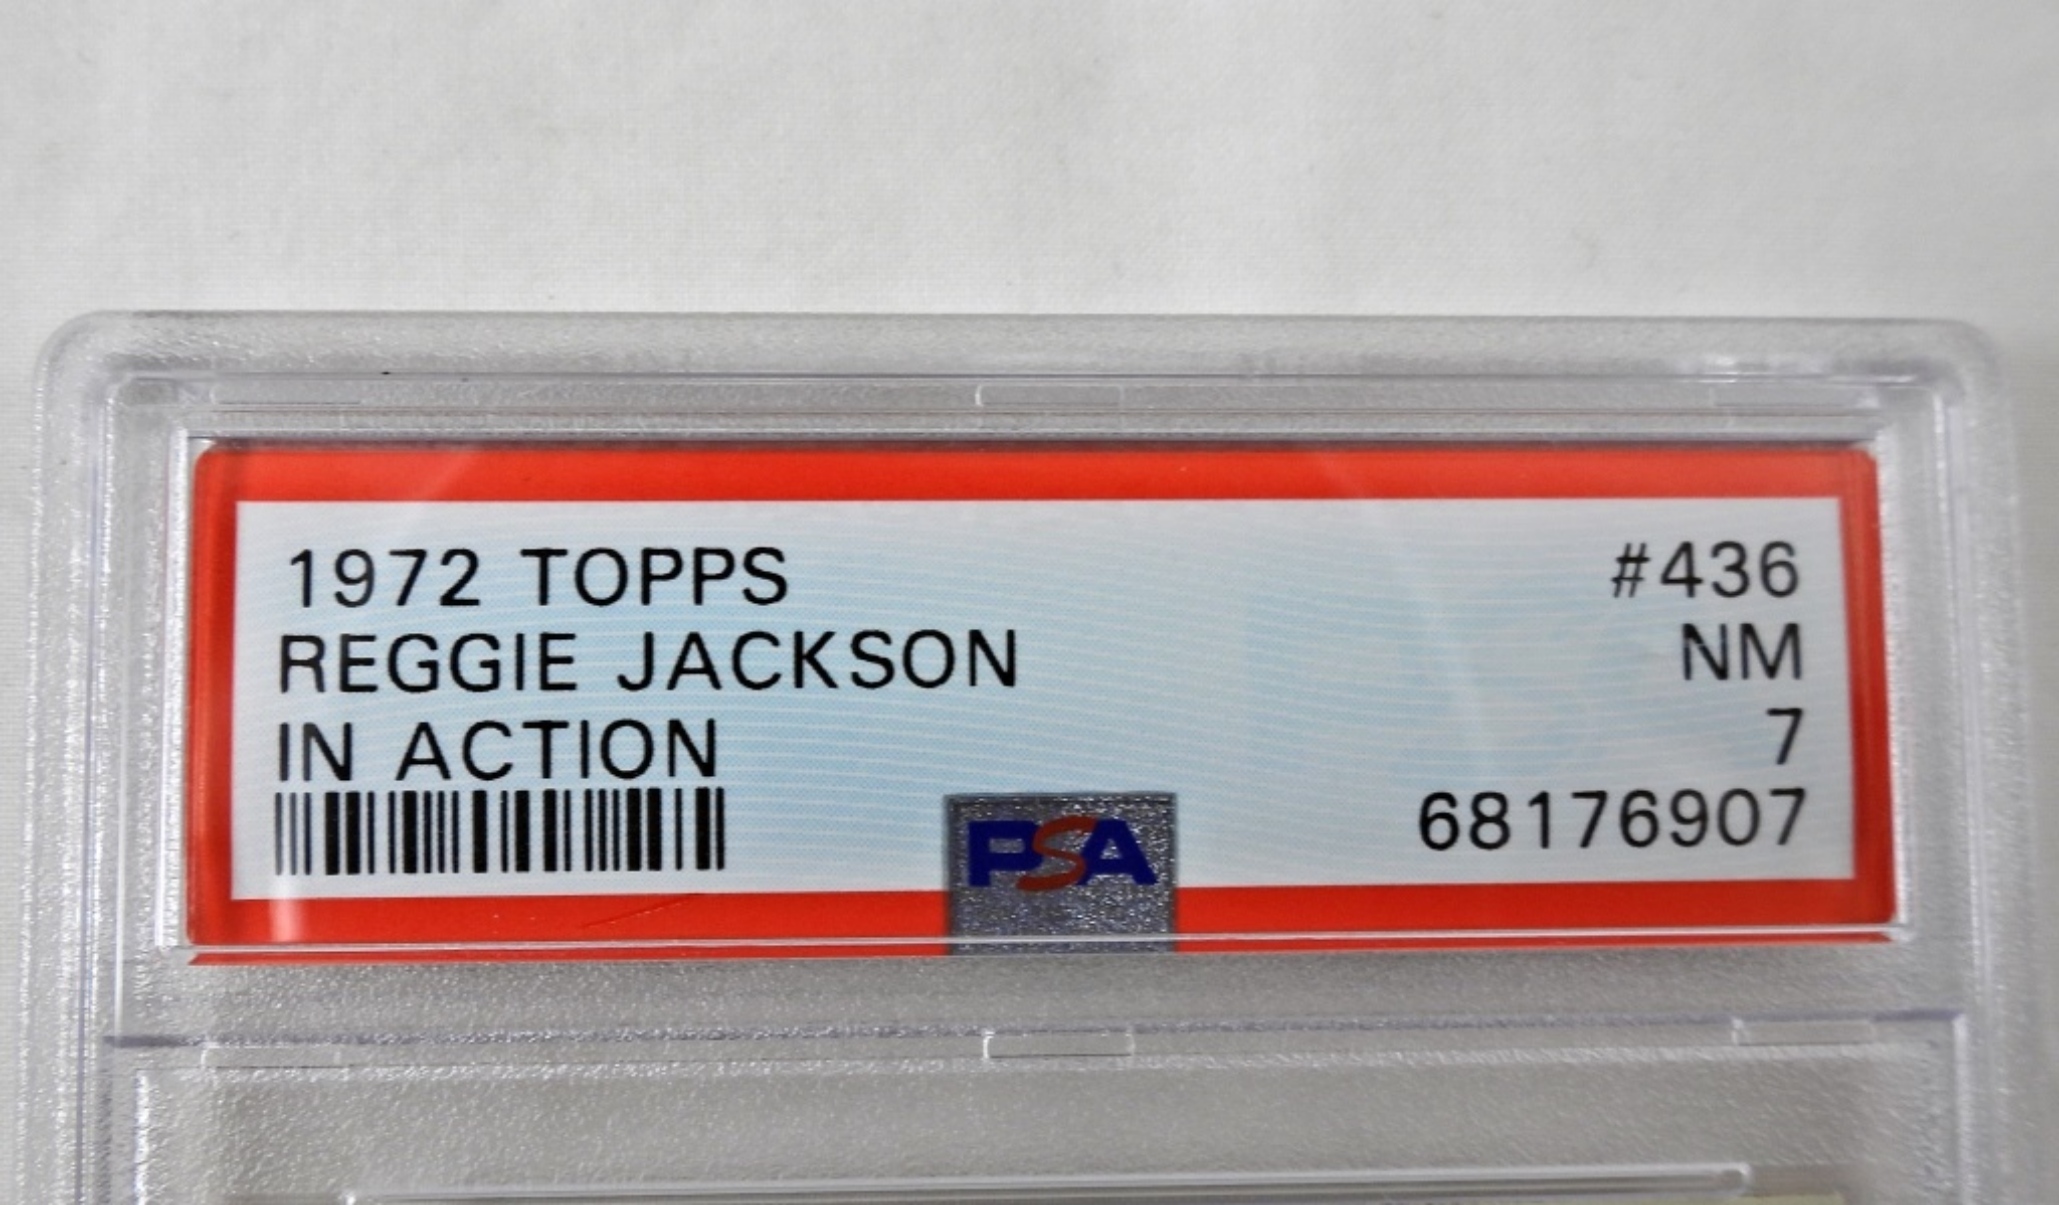 1972 TOPPS #436
REGGIE JACKSON NM
IN ACTION 7
68176907
PSA